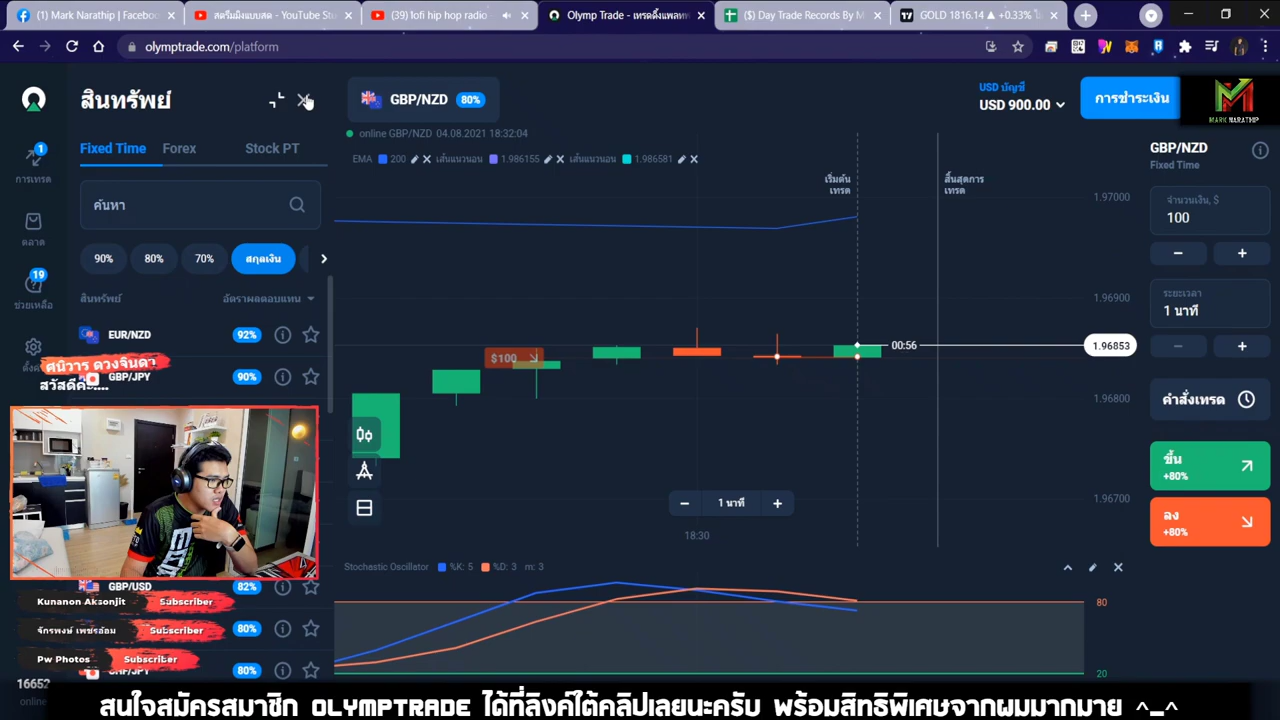 (1) Mark Narathip | Facebo
สตรีมมิงแบบสด - YouTube Stu
(39) lofi hip hop radio
Olymp Trade - เทรดดิ้งแพลทฟ
($) Day Trade Records By M
GOLD 1816.14 ▲ +0.33% ไ
olymptrade.com/platform
สินทรัพย์
GBP/NZD 80%
USD บัญชี
USD 900.00
การชำระเงิน
MARK NARATHIP
online GBP/NZD 04.08.2021 18:32:04
EMA 200 เส้นแนวนอน 1.986155 เส้นแนวนอน 1.986581
1
การเทรด
ตลาด
19
ช่วยเหลือ
Fixed Time Forex Stock PT
ค้นหา
90% 80% 70% สกุลเงิน
สินทรัพย์ อัตราผลตอบแทน
EUR/NZD 92%
ศนิวาร ดวงจินดา
สวัสดีค่ะ....
GBP/JPY 90%
GBP/USD 82%
Kunanon Aksonjit Subscriber
จักรพงษ์ เพชรอ้อม Subscriber
80%
Pw Photos Subscriber
CHF/JPY 80%
16652
online
เริ่มต้น
เทรด
สิ้นสุดการ
เทรด
$100
00:56
1.97000
1.96900
1.96853
1.96800
1.96700
1 นาที
18:30
Stochastic Oscillator %K: 5 %D: 3 m: 3
80
20
GBP/NZD
Fixed Time
จำนวนเงิน, $
100
ระยะเวลา
1 นาที
คำสั่งเทรด
ขึ้น
+80%
ลง
+80%
สนใจสมัครสมาชิก OLYMPTRADE ได้ที่ลิงค์ใต้คลิปเลยนะครับ พร้อมสิทธิพิเศษจากผมมากมาย ^_^